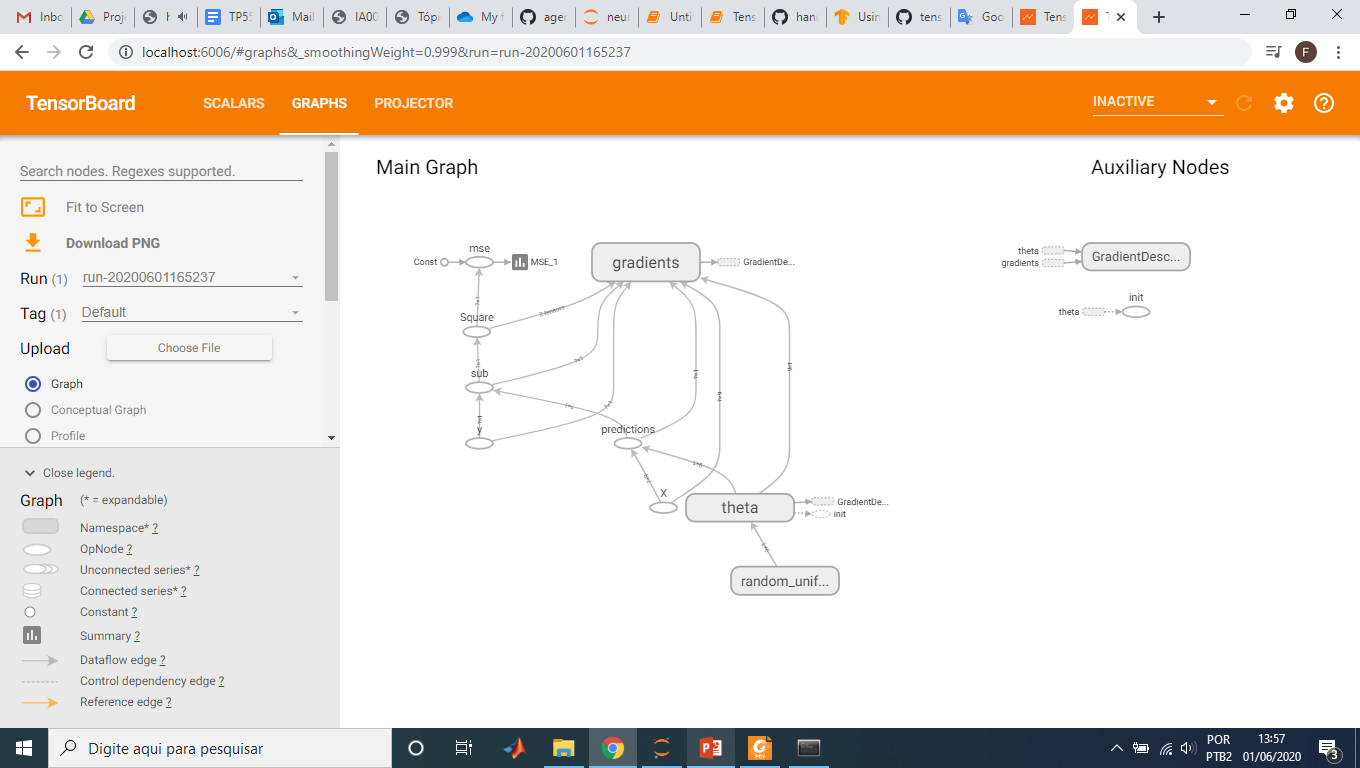 Inbo
Proj
h
TP55
Mail
IA00
Tópi
My f
ager
neur
Unti
Tens
hanc
Usin
tens
Goo
Tens
T
localhost:6006/#graphs&_smoothingWeight=0.999&run=run-20200601165237
F
TensorBoard
SCALARS
GRAPHS
PROJECTOR
INACTIVE
Search nodes. Regexes supported.
Fit to Screen
Download PNG
Run (1)
run-20200601165237
Tag (1)
Default
Upload
Choose File
Graph
Conceptual Graph
Profile
Close legend.
Graph
(* = expandable)
Namespace* ?
OpNode ?
Unconnected series* ?
Connected series* ?
Constant ?
Summary ?
Dataflow edge ?
Control dependency edge ?
Reference edge ?
Main Graph
Auxiliary Nodes
mse
Const
MSE_1
gradients
GradientDe...
Square
2 tensors
sub
y
predictions
X
theta
GradientDe...
init
random_unif...
theta
gradients
GradientDesc...
init
theta
Digite aqui para pesquisar
POR
PTB2
13:57
01/06/2020
3